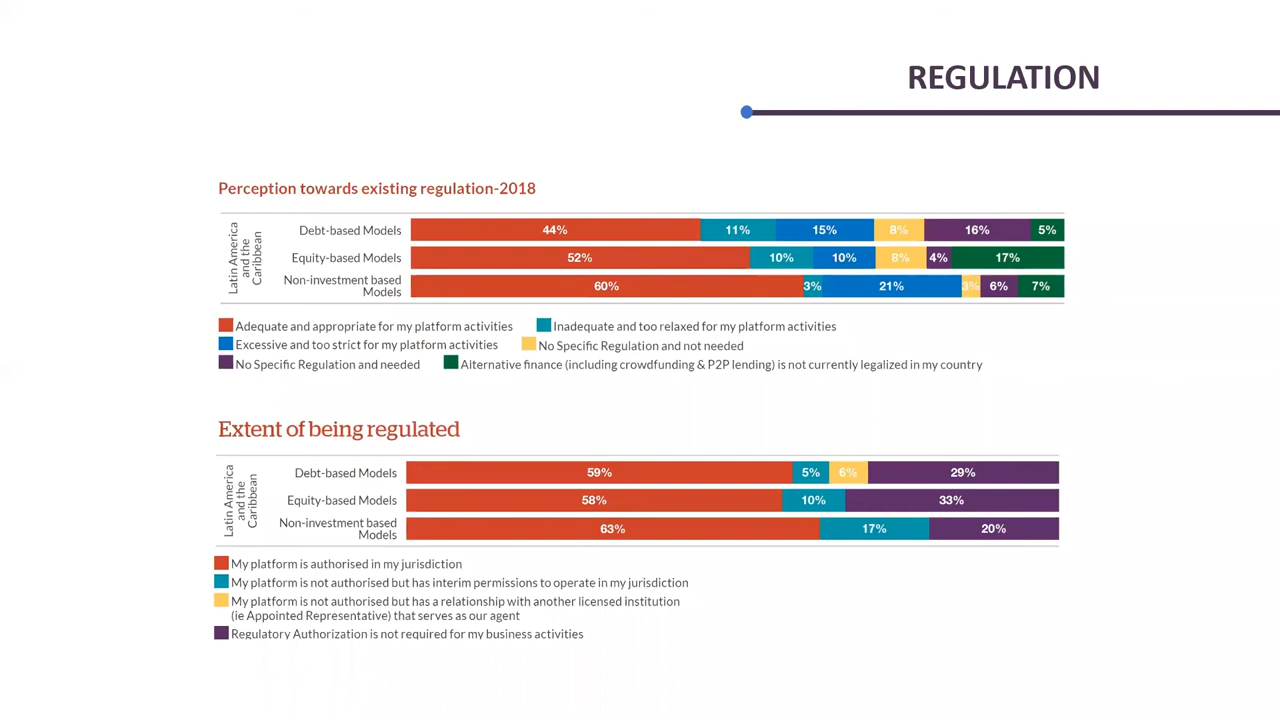 REGULATION
Perception towards existing regulation-2018
Latin America
and the
Caribbean
Debt-based Models
44%
11%
15%
8%
16%
5%
Equity-based Models
52%
10%
10%
8%
4%
17%
Non-investment based
Models
60%
3%
21%
3%
6%
7%
Adequate and appropriate for my platform activities
Inadequate and too relaxed for my platform activities
Excessive and too strict for my platform activities
No Specific Regulation and not needed
No Specific Regulation and needed
Alternative finance (including crowdfunding & P2P lending) is not currently legalized in my country
Extent of being regulated
Latin America
and the
Caribbean
Debt-based Models
59%
5%
6%
29%
Equity-based Models
58%
10%
33%
Non-investment based
Models
63%
17%
20%
My platform is authorised in my jurisdiction
My platform is not authorised but has interim permissions to operate in my jurisdiction
My platform is not authorised but has a relationship with another licensed institution
(ie Appointed Representative) that serves as our agent
Regulatory Authorization is not required for my business activities